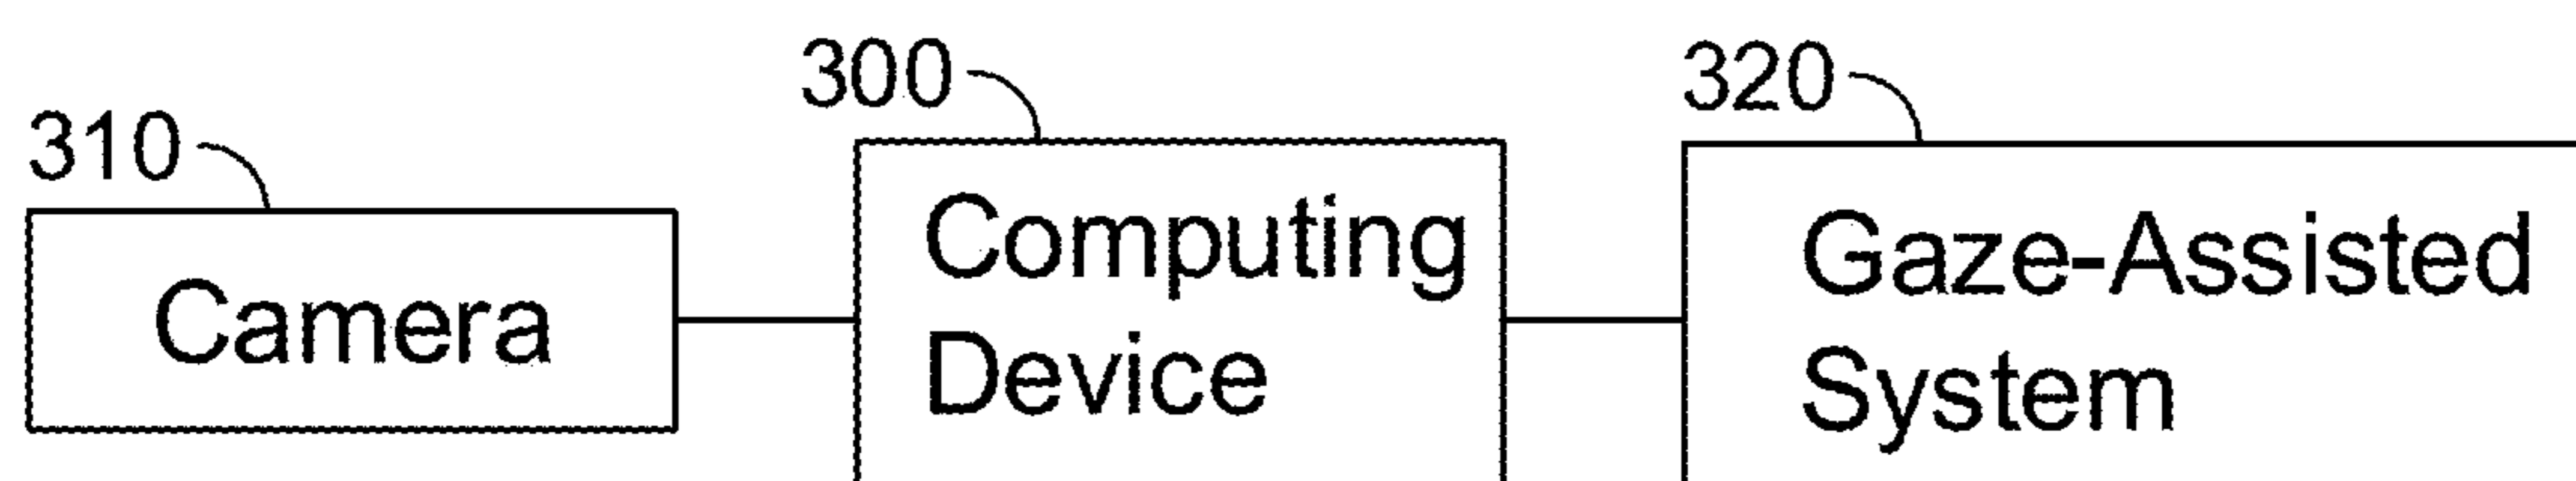 310
Camera
300
Computing
Device
320
Gaze-Assisted
System